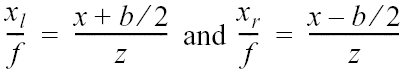 x_l/f = (x + b/2)/z and x_r/f = (x − b/2)/z